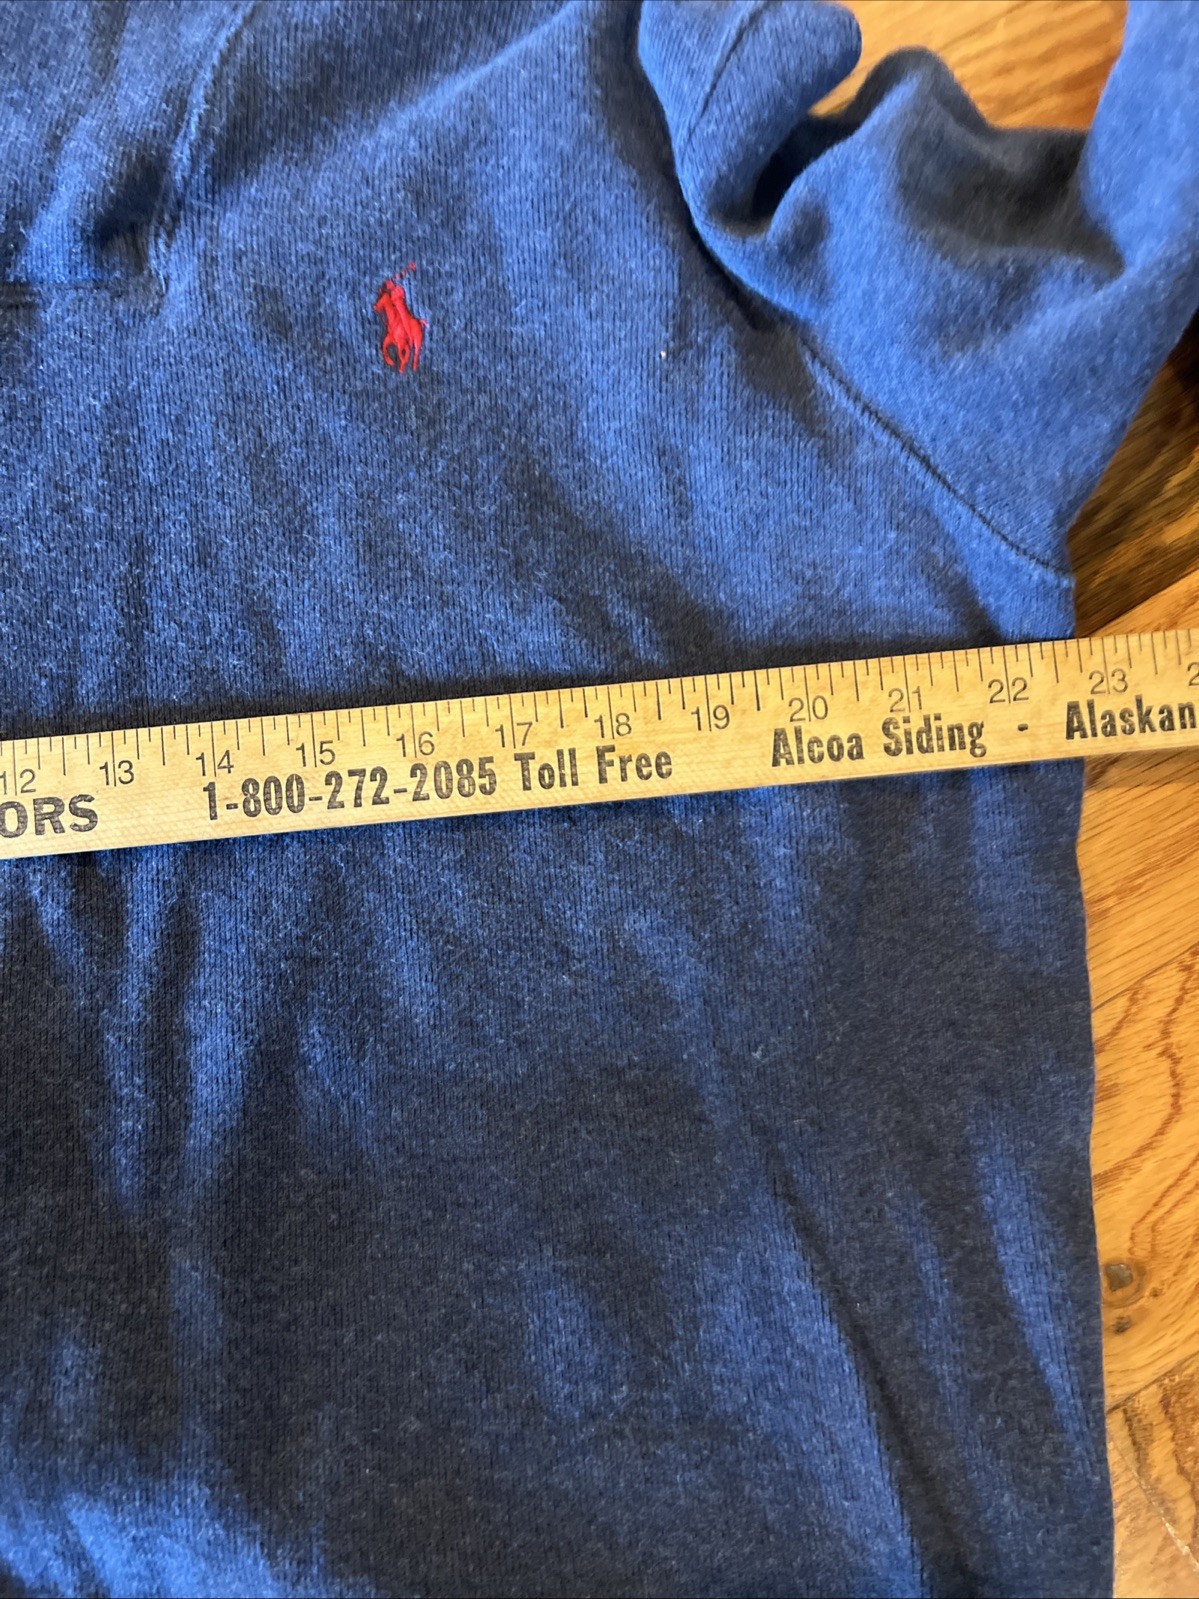 12 13 14 15 16 17 18 19 20 21 22 23 2
ORS 1-800-272-2085 Toll Free Alcoa Siding - Alaskan